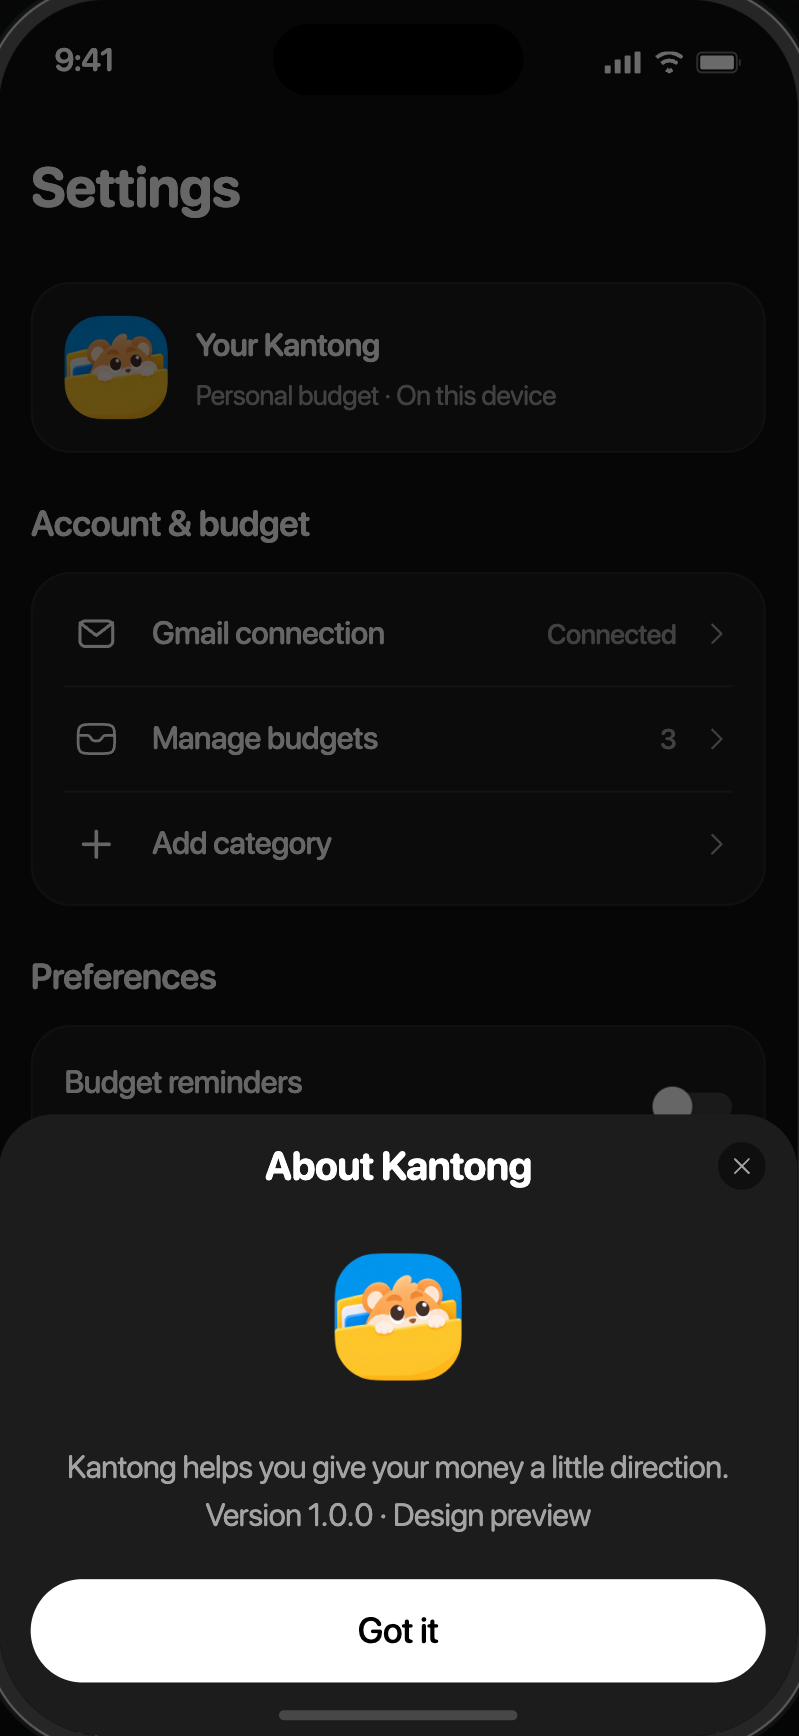 9:41
Settings
Your Kantong
Personal budget · On this device
Account & budget
Gmail connection Connected
Manage budgets 3
Add category
Preferences
Budget reminders
About Kantong
Kantong helps you give your money a little direction.
Version 1.0.0 · Design preview
Got it